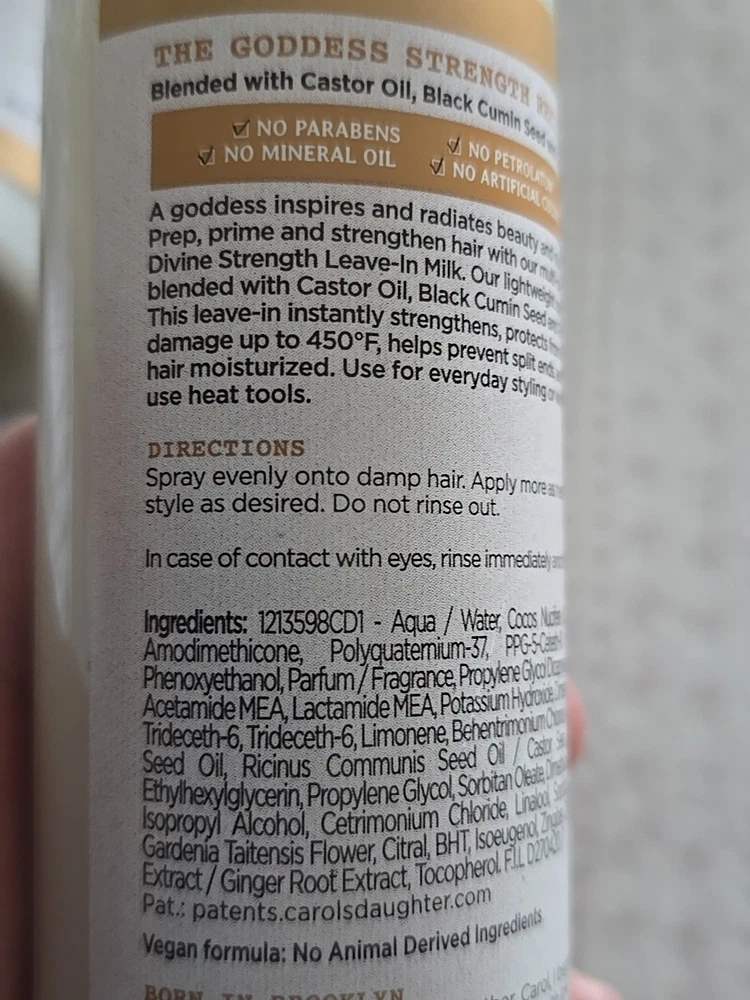 THE GODDESS STRENGTH
Blended with Castor Oil, Black Cumin Seed
NO PARABENS
NO MINERAL OIL
NO PETROLATUM
NO ARTIFICIAL
A goddess inspires and radiates beauty and
Prep, prime and strengthen hair with our
Divine Strength Leave-In Milk. Our lightweight
blended with Castor Oil, Black Cumin Seed
This leave-in instantly strengthens, protects
damage up to 450°F, helps prevent split ends
hair moisturized. Use for everyday styling or
use heat tools.
DIRECTIONS
Spray evenly onto damp hair. Apply more as
style as desired. Do not rinse out.
In case of contact with eyes, rinse immediately
Ingredients: 1213598CD1 - Aqua / Water, Cocos
Amodimethicone, Polyquaternium-37,
Phenoxyethanol, Parfum / Fragrance, Propylene Glycol
Acetamide MEA, Lactamide MEA, Potassium Hydroxide,
Trideceth-6, Trideceth-6, Limonene, Behentrimonium
Seed Oil, Ricinus Communis Seed Oil / Castor
Ethylhexylglycerin, Propylene Glycol, Sorbitan Oleate,
Isopropyl Alcohol, Cetrimonium Chloride, Linalool,
Gardenia Taitensis Flower, Citral, BHT, Isoeugenol,
Extract / Ginger Root Extract, Tocopherol. F.I.L
Pat.: patents.carolsdaughter.com
Vegan formula: No Animal Derived Ingredients
BORN IN BROOKLYN